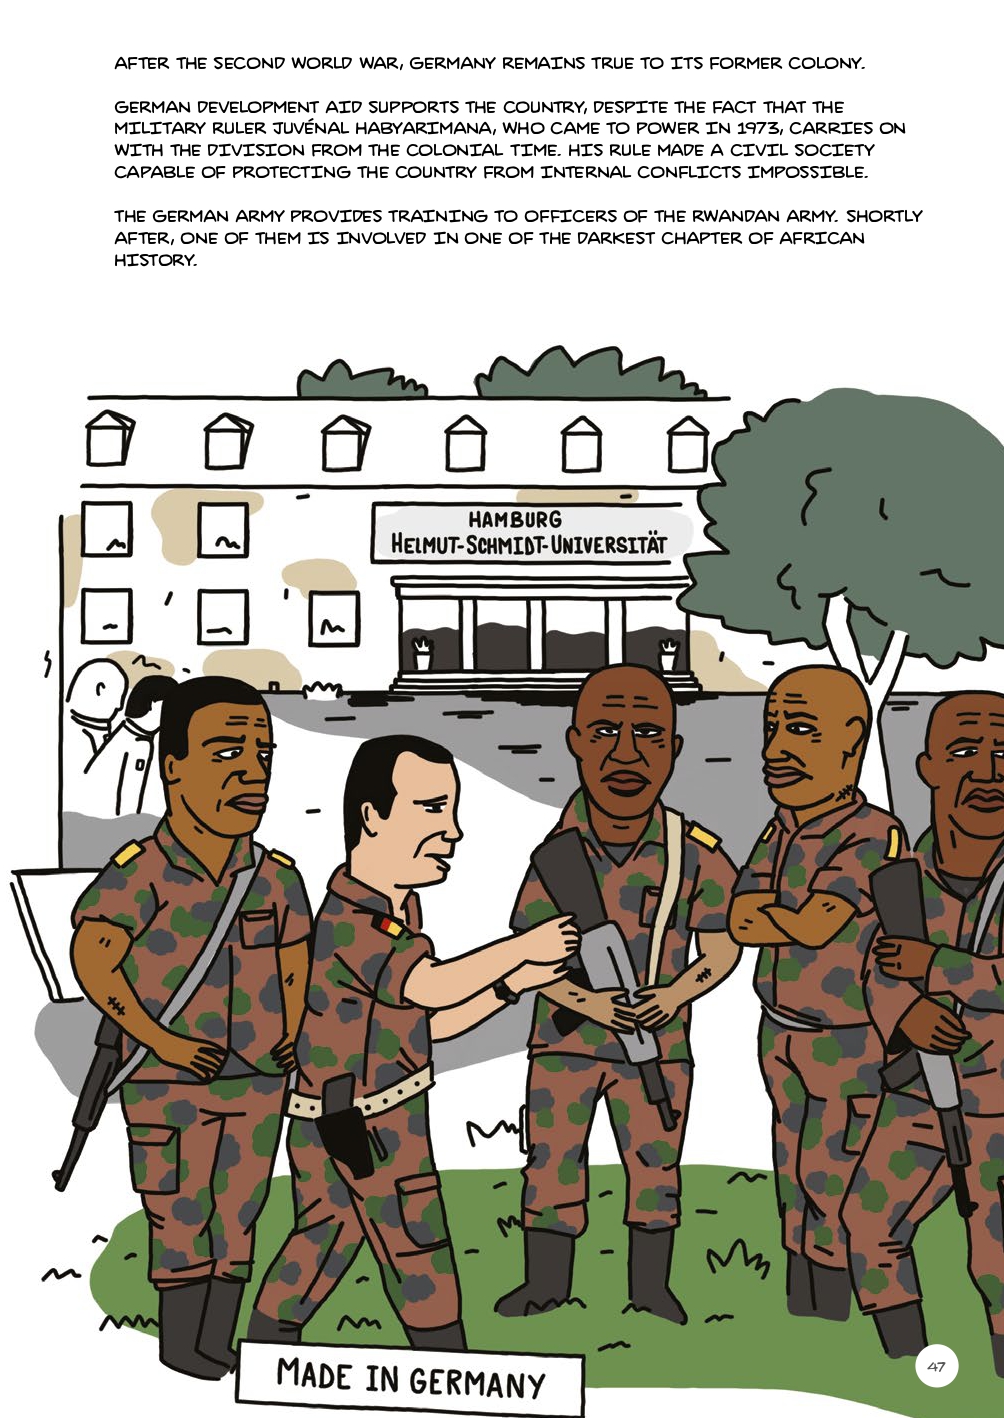 AFTER THE SECOND WORLD WAR, GERMANY REMAINS TRUE TO ITS FORMER COLONY.
GERMAN DEVELOPMENT AID SUPPORTS THE COUNTRY, DESPITE THE FACT THAT THE
MILITARY RULER JUVÉNAL HABYARIMANA, WHO CAME TO POWER IN 1973, CARRIES ON
WITH THE DIVISION FROM THE COLONIAL TIME. HIS RULE MADE A CIVIL SOCIETY
CAPABLE OF PROTECTING THE COUNTRY FROM INTERNAL CONFLICTS IMPOSSIBLE.
THE GERMAN ARMY PROVIDES TRAINING TO OFFICERS OF THE RWANDAN ARMY. SHORTLY
AFTER, ONE OF THEM IS INVOLVED IN ONE OF THE DARKEST CHAPTER OF AFRICAN
HISTORY.
HAMBURG
HELMUT-SCHMIDT-UNIVERSITÄT
MADE IN GERMANY
47